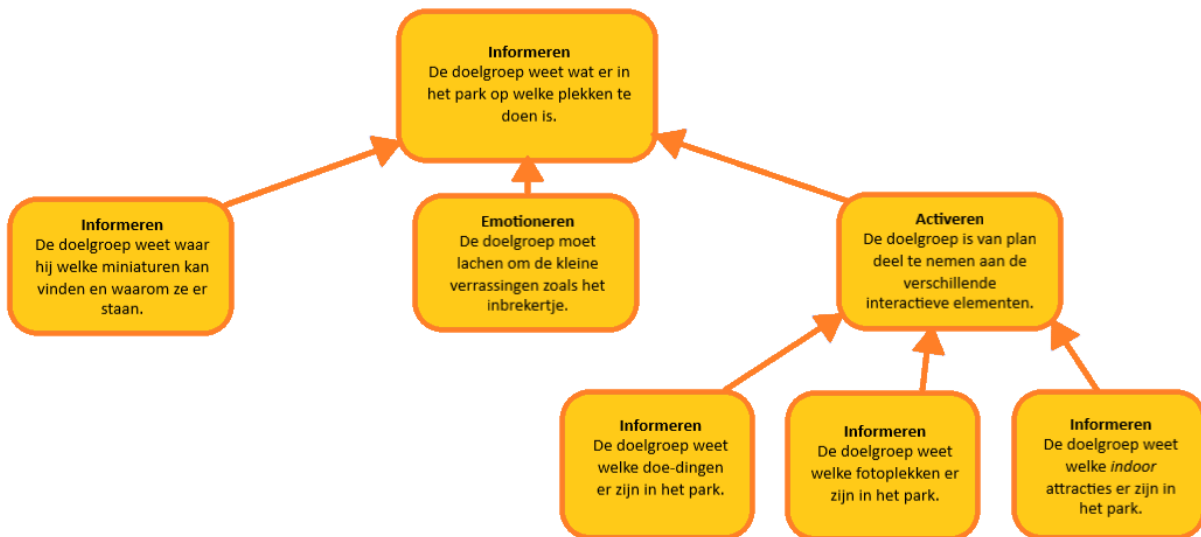 Informeren
De doelgroep weet wat er in
het park op welke plekken te
doen is.
Informeren
De doelgroep weet waar
hij welke miniaturen kan
vinden en waarom ze er
staan.
Emotioneren
De doelgroep moet
lachen om de kleine
verrassingen zoals het
inbrekertje.
Activeren
De doelgroep is van plan
deel te nemen aan de
verschillende
interactieve elementen.
Informeren
De doelgroep weet
welke doe-dingen
er zijn in het park.
Informeren
De doelgroep weet
welke fotoplekken er
zijn in het park.
Informeren
De doelgroep weet
welke indoor
attracties er zijn in
het park.